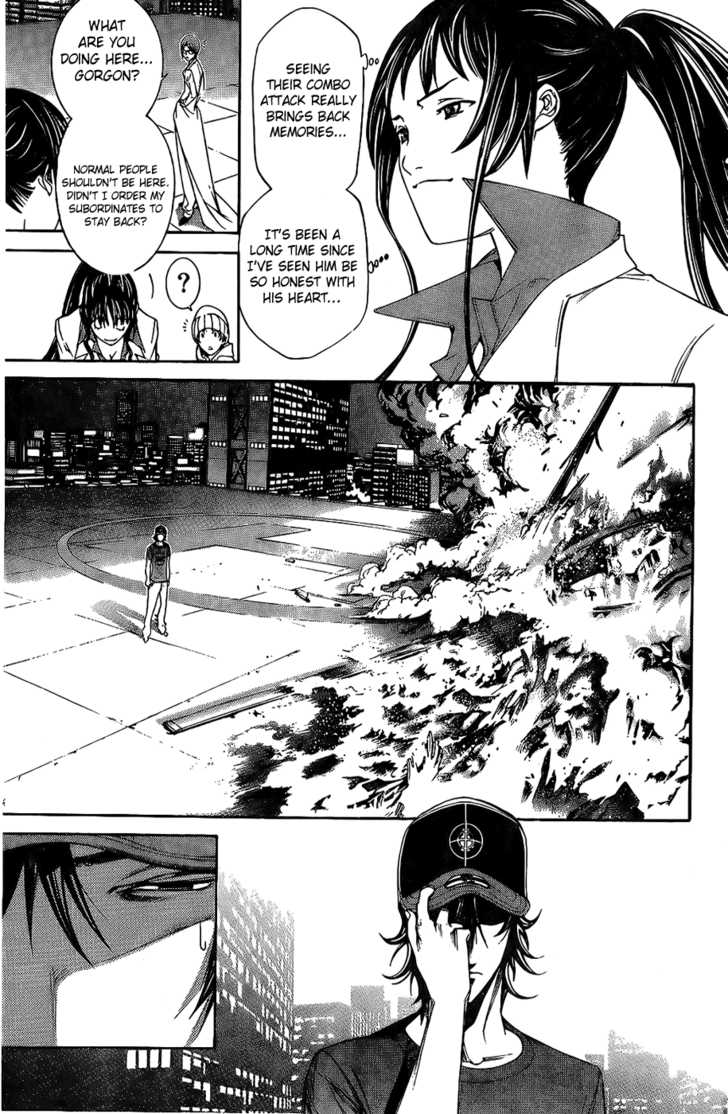 SEEING
THEIR COMBO
ATTACK REALLY
BRINGS BACK
MEMORIES...
IT'S BEEN A
LONG TIME SINCE
I'VE SEEN HIM BE
SO HONEST WITH
HIS HEART...
WHAT
ARE YOU
DOING HERE...
GORGON?
NORMAL PEOPLE
SHOULDN'T BE HERE.
DIDN'T I ORDER MY
SUBORDINATES TO
STAY BACK?
?